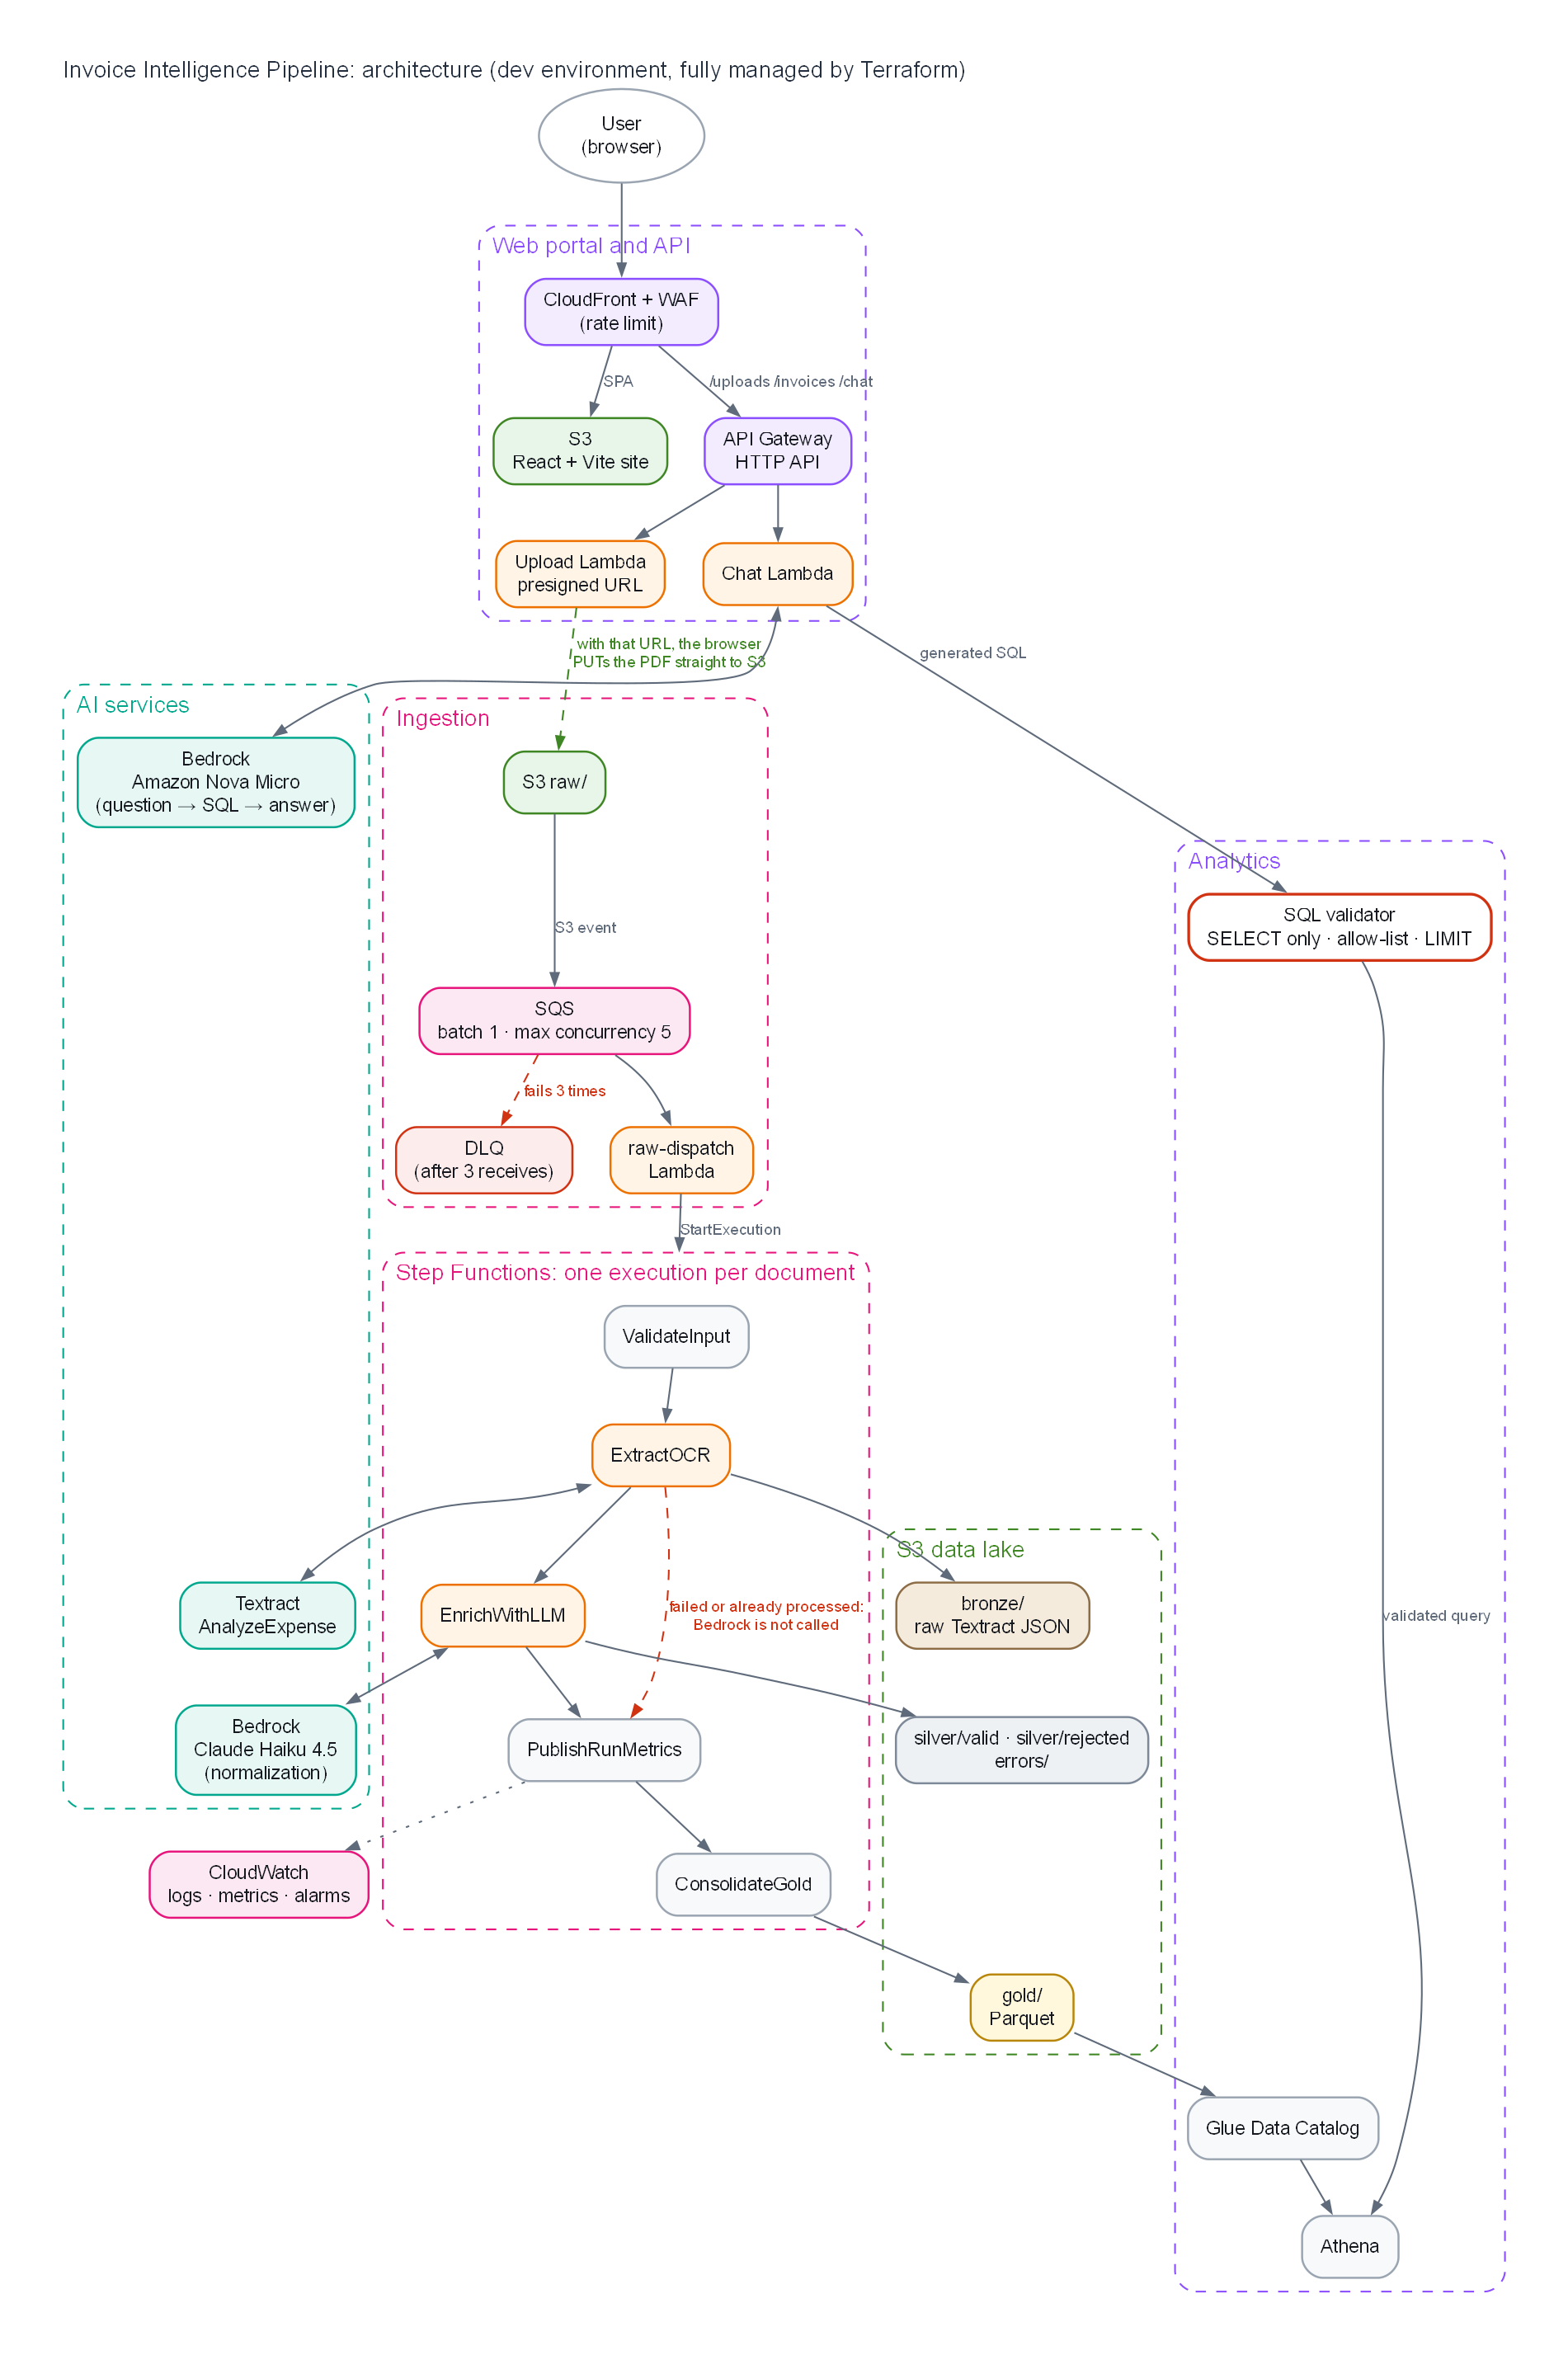 Invoice Intelligence Pipeline: architecture (dev environment, fully managed by Terraform)
User
(browser)
Web portal and API
CloudFront + WAF
(rate limit)
SPA
/uploads /invoices /chat
S3
React + Vite site
API Gateway
HTTP API
Upload Lambda
presigned URL
Chat Lambda
with that URL, the browser
PUTs the PDF straight to S3
generated SQL
AI services
Bedrock
Amazon Nova Micro
(question → SQL → answer)
Ingestion
S3 raw/
S3 event
SQS
batch 1 · max concurrency 5
fails 3 times
DLQ
(after 3 receives)
raw-dispatch
Lambda
StartExecution
Analytics
SQL validator
SELECT only · allow-list · LIMIT
Step Functions: one execution per document
ValidateInput
ExtractOCR
Textract
AnalyzeExpense
EnrichWithLLM
failed or already processed:
Bedrock is not called
S3 data lake
bronze/
raw Textract JSON
validated query
Bedrock
Claude Haiku 4.5
(normalization)
PublishRunMetrics
silver/valid · silver/rejected
errors/
CloudWatch
logs · metrics · alarms
ConsolidateGold
gold/
Parquet
Glue Data Catalog
Athena